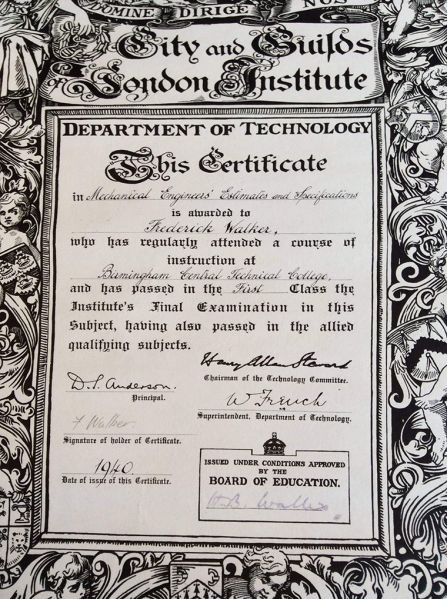 DOMINE DIRIGE NOS
City and Guilds
London Institute
DEPARTMENT OF TECHNOLOGY
This Certificate
in Mechanical Engineers' Estimates and Specifications
is awarded to
Frederick Walker,
who has regularly attended a course of
instruction at
Birmingham Central Technical College,
and has passed in the First Class the
Institute's Final Examination in this
Subject, having also passed in the allied
qualifying subjects.
D. S. Anderson.
Principal.
Chairman of the Technology Committee.
W French
Superintendent, Department of Technology.
F Walker
Signature of holder of Certificate.
1940
Date of issue of this Certificate.
ISSUED UNDER CONDITIONS APPROVED
BY THE
BOARD OF EDUCATION.